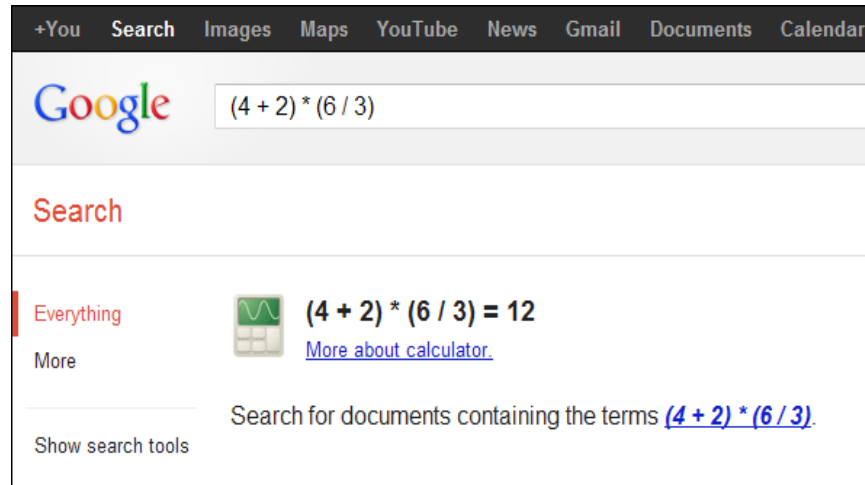 +You Search Images Maps YouTube News Gmail Documents Calendar
Google (4 + 2) * (6 / 3)
Search
Everything
(4 + 2) * (6 / 3) = 12
More about calculator.
More
Search for documents containing the terms (4 + 2) * (6 / 3).
Show search tools